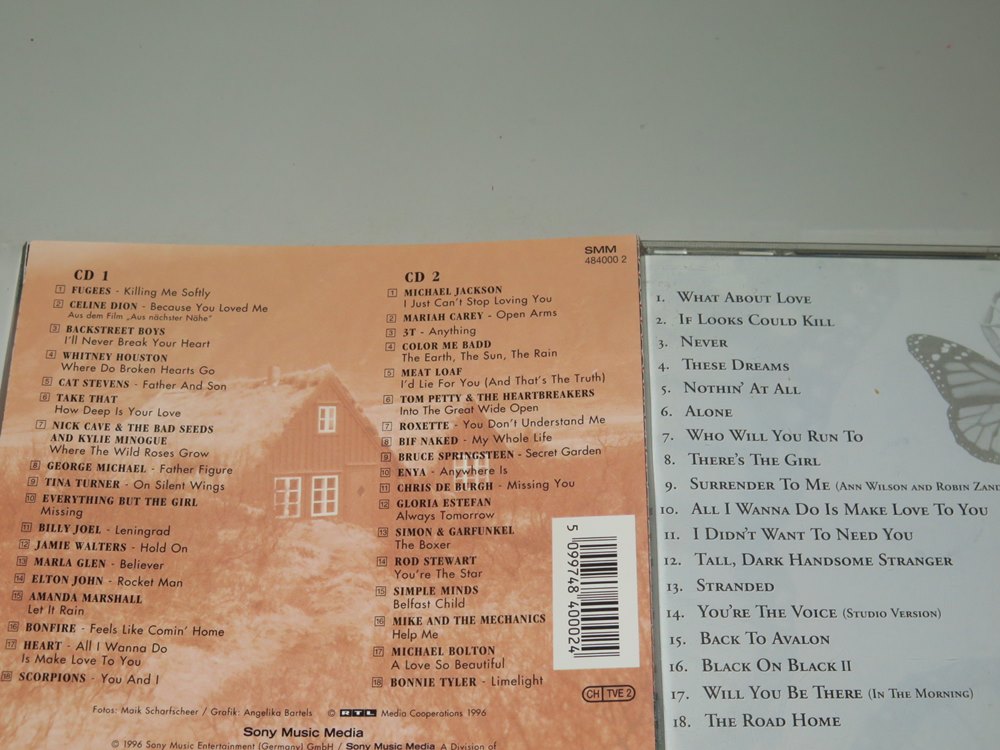 SMM
484000 2
CD 1
1 FUGEES - Killing Me Softly
2 CELINE DION - Because You Loved Me
Aus dem Film „Aus nächster Nähe"
3 BACKSTREET BOYS
I'll Never Break Your Heart
4 WHITNEY HOUSTON
Where Do Broken Hearts Go
5 CAT STEVENS - Father And Son
6 TAKE THAT
How Deep Is Your Love
7 NICK CAVE & THE BAD SEEDS
AND KYLIE MINOGUE
Where The Wild Roses Grow
8 GEORGE MICHAEL - Father Figure
9 TINA TURNER - On Silent Wings
10 EVERYTHING BUT THE GIRL
Missing
11 BILLY JOEL - Leningrad
12 JAMIE WALTERS - Hold On
13 MARLA GLEN - Believer
14 ELTON JOHN - Rocket Man
15 AMANDA MARSHALL
Let It Rain
16 BONFIRE - Feels Like Comin' Home
17 HEART - All I Wanna Do
Is Make Love To You
18 SCORPIONS - You And I
CD 2
1 MICHAEL JACKSON
I Just Can't Stop Loving You
2 MARIAH CAREY - Open Arms
3 3T - Anything
4 COLOR ME BADD
The Earth, The Sun, The Rain
5 MEAT LOAF
I'd Lie For You (And That's The Truth)
6 TOM PETTY & THE HEARTBREAKERS
Into The Great Wide Open
7 ROXETTE - You Don't Understand Me
8 BIF NAKED - My Whole Life
9 BRUCE SPRINGSTEEN - Secret Garden
10 ENYA - Anywhere Is
11 CHRIS DE BURGH - Missing You
12 GLORIA ESTEFAN
Always Tomorrow
13 SIMON & GARFUNKEL
The Boxer
14 ROD STEWART
You're The Star
15 SIMPLE MINDS
Belfast Child
16 MIKE AND THE MECHANICS
Help Me
17 MICHAEL BOLTON
A Love So Beautiful
18 BONNIE TYLER - Limelight
5 099748 400024
CH TVE 2
Fotos: Maik Scharfscheer / Grafik: Angelika Bartels © RTL Media Cooperations 1996
Sony Music Media
© 1996 Sony Music Entertainment (Germany) GmbH / Sony Music Media A Division of
1. What About Love
2. If Looks Could Kill
3. Never
4. These Dreams
5. Nothin' At All
6. Alone
7. Who Will You Run To
8. There's The Girl
9. Surrender To Me (Ann Wilson and Robin Zand
10. All I Wanna Do Is Make Love To You
11. I Didn't Want To Need You
12. Tall, Dark Handsome Stranger
13. Stranded
14. You're The Voice (Studio Version)
15. Back To Avalon
16. Black On Black II
17. Will You Be There (In The Morning)
18. The Road Home